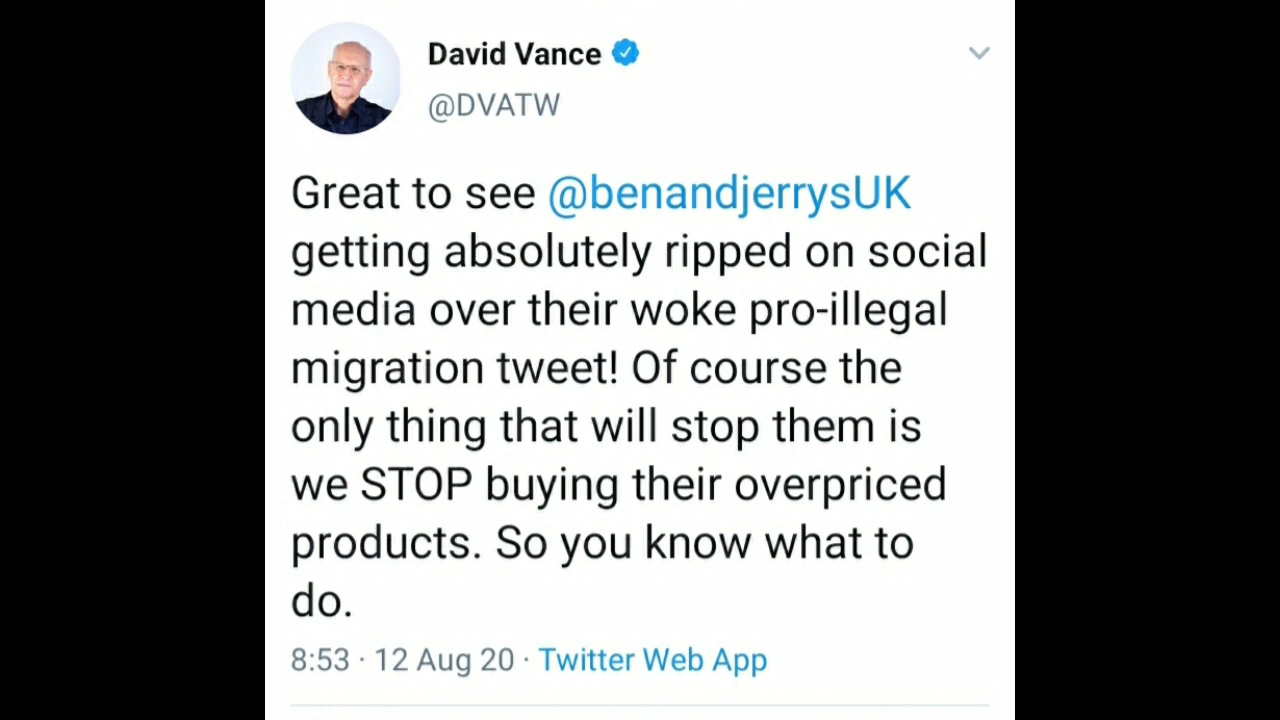 David Vance
@DVATW
Great to see @benandjerrysUK
getting absolutely ripped on social
media over their woke pro-illegal
migration tweet! Of course the
only thing that will stop them is
we STOP buying their overpriced
products. So you know what to
do.
8:53 · 12 Aug 20 · Twitter Web App